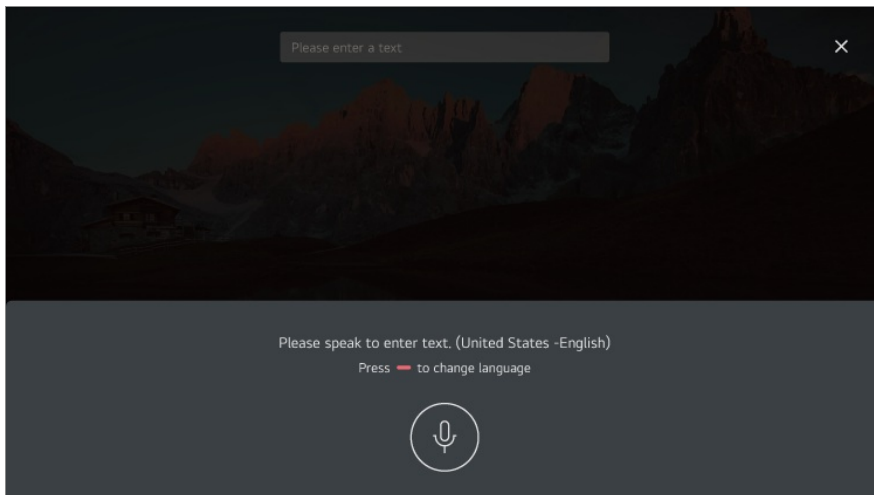 Please enter a text
Please speak to enter text. (United States -English)
Press to change language